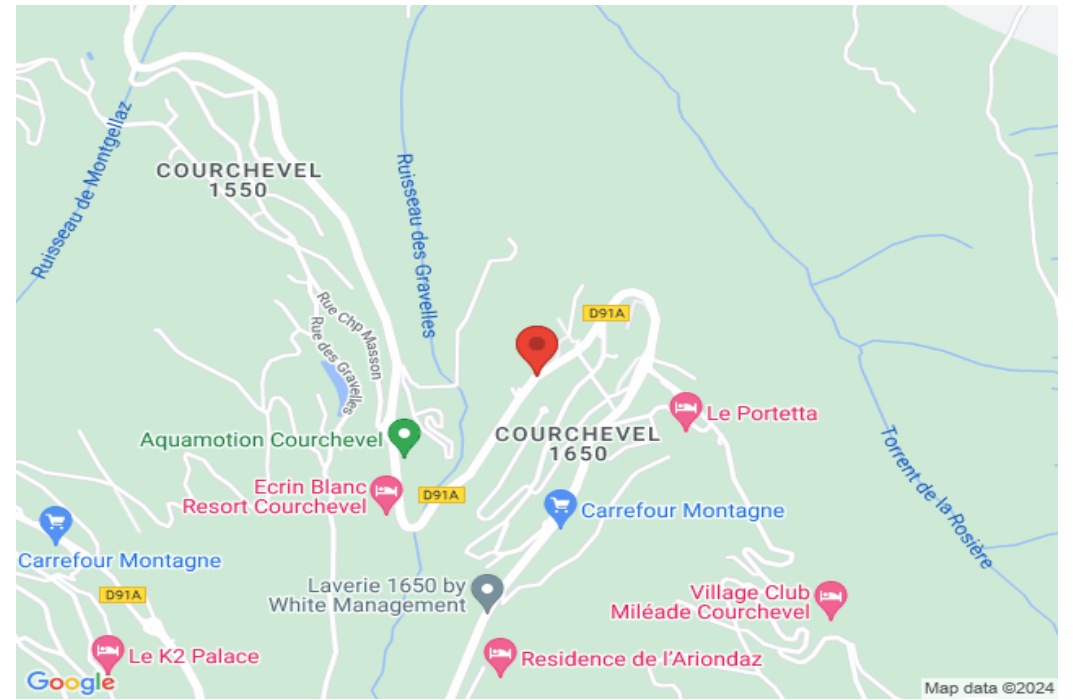 Ruisseau de Montgellaz
COURCHEVEL
1550
Ruisseau des Gravelles
Rue Chp Masson
Rue des Gravelles
D91A
Le Portetta
Aquamotion Courchevel
COURCHEVEL
1650
Torrent de la Rosière
Ecrin Blanc
Resort Courchevel
D91A
Carrefour Montagne
Carrefour Montagne
Laverie 1650 by
White Management
D91A
Village Club
Miléade Courchevel
Le K2 Palace
Residence de l'Ariondaz
Google
Map data ©2024